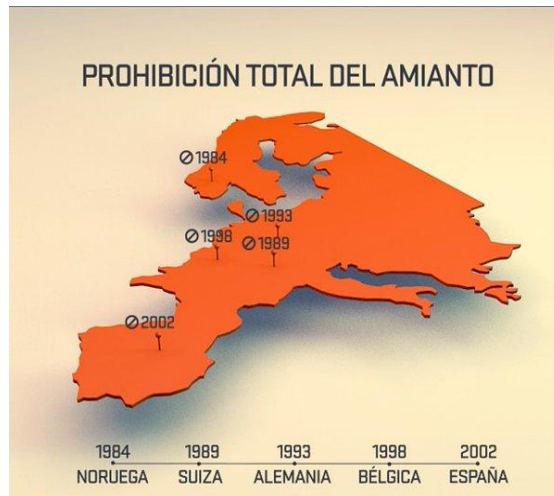 PROHIBICIÓN TOTAL DEL AMIANTO
1984
1993
1998
1989
2002
1984 1989 1993 1998 2002
NORUEGA SUIZA ALEMANIA BÉLGICA ESPAÑA